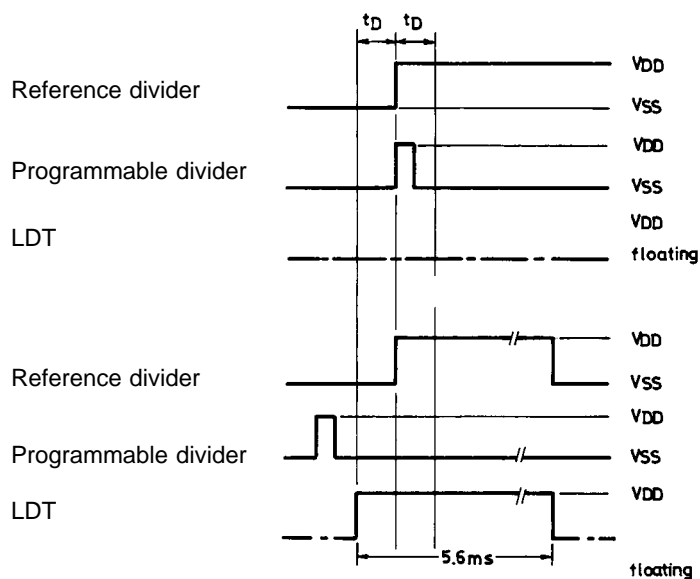 tD tD
VDD
Reference divider
VSS
VDD
Programmable divider
VSS
VDD
LDT
floating
VDD
Reference divider
VSS
VDD
Programmable divider
VSS
VDD
LDT
5.6ms
floating